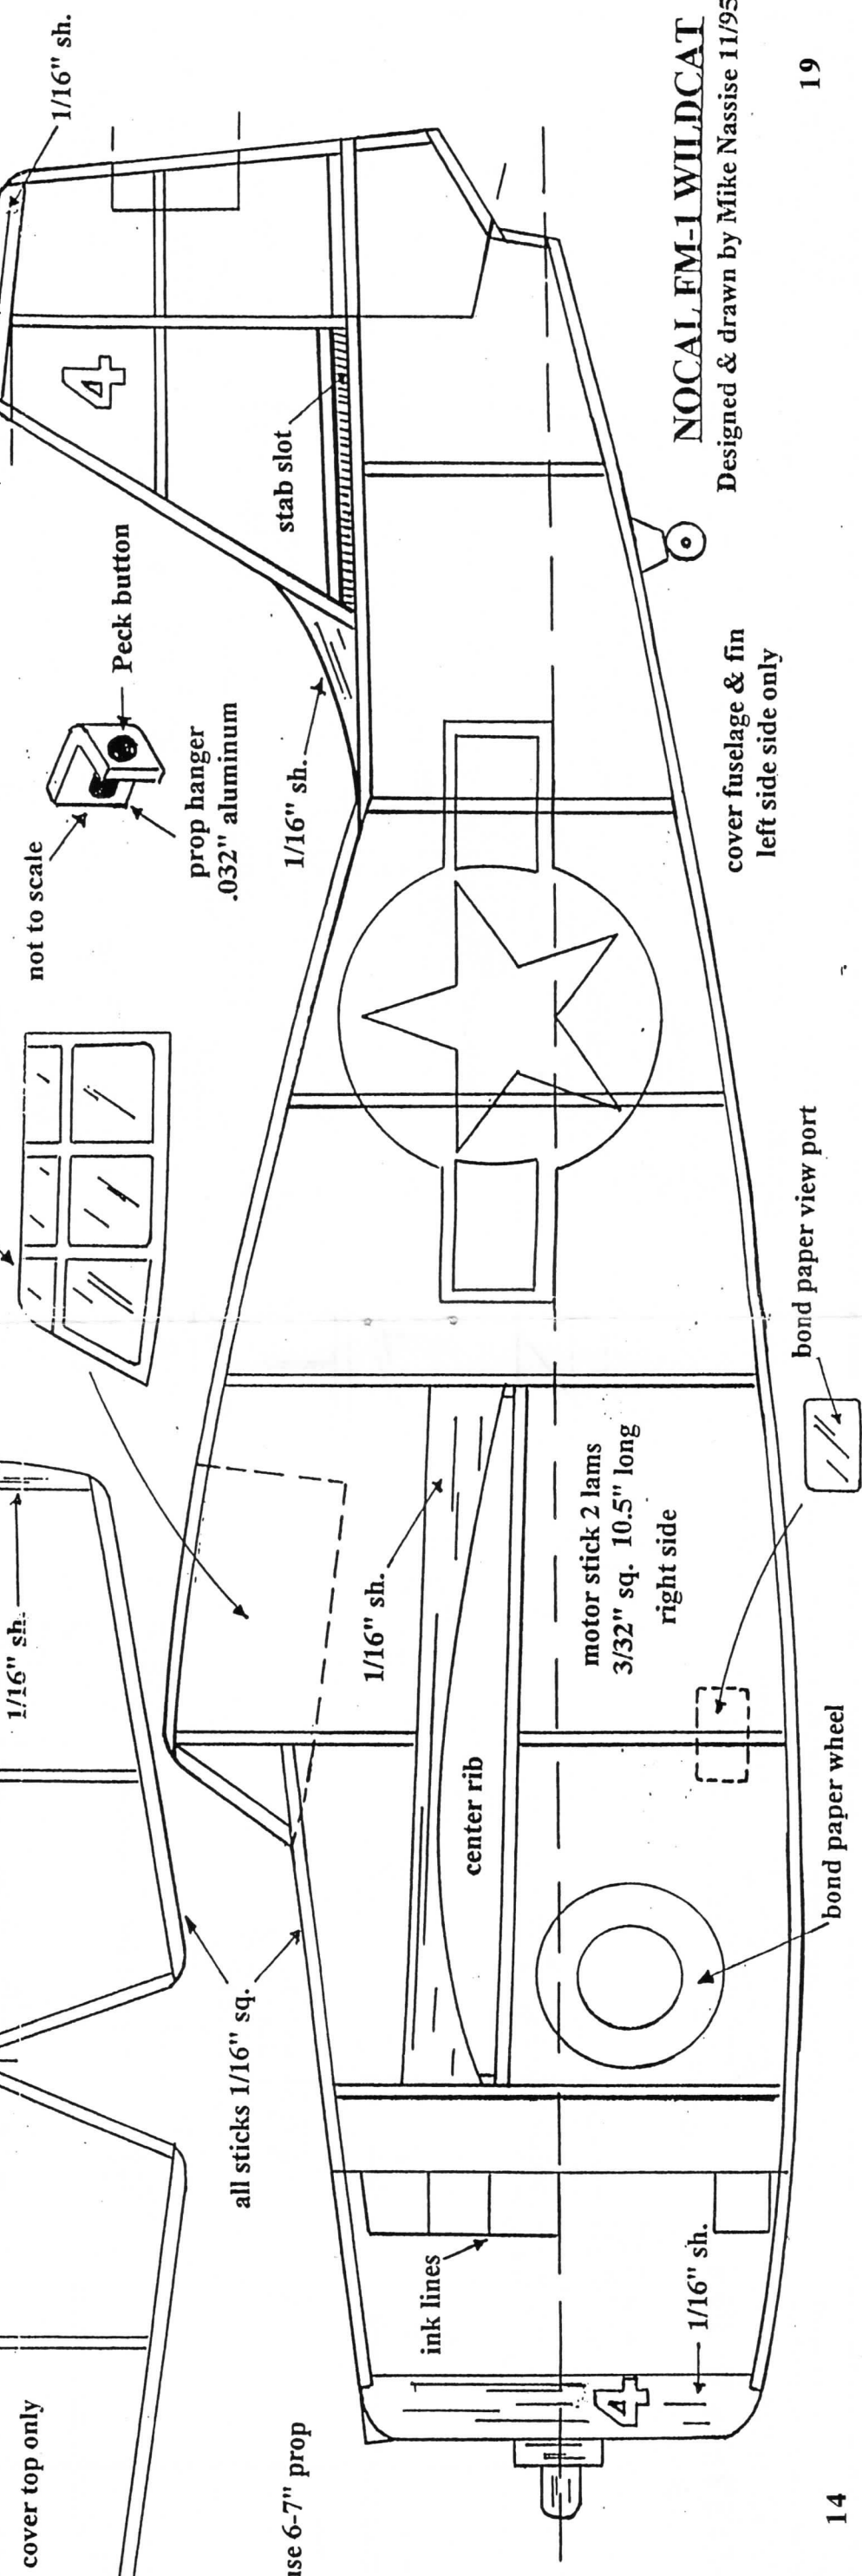 1/16" sh.
4
stab slot
NOCAL FM-1 WILDCAT
Designed & drawn by Mike Nassise 11/95
19
not to scale
Peck button
prop hanger
.032" aluminum
1/16" sh.
cover fuselage & fin
left side side only
1/16" sh.
1/16" sh.
motor stick 2 lams
3/32" sq. 10.5" long
right side
bond paper view port
center rib
all sticks 1/16" sq.
bond paper wheel
ink lines
1/16" sh.
4
cover top only
use 6-7" prop
14